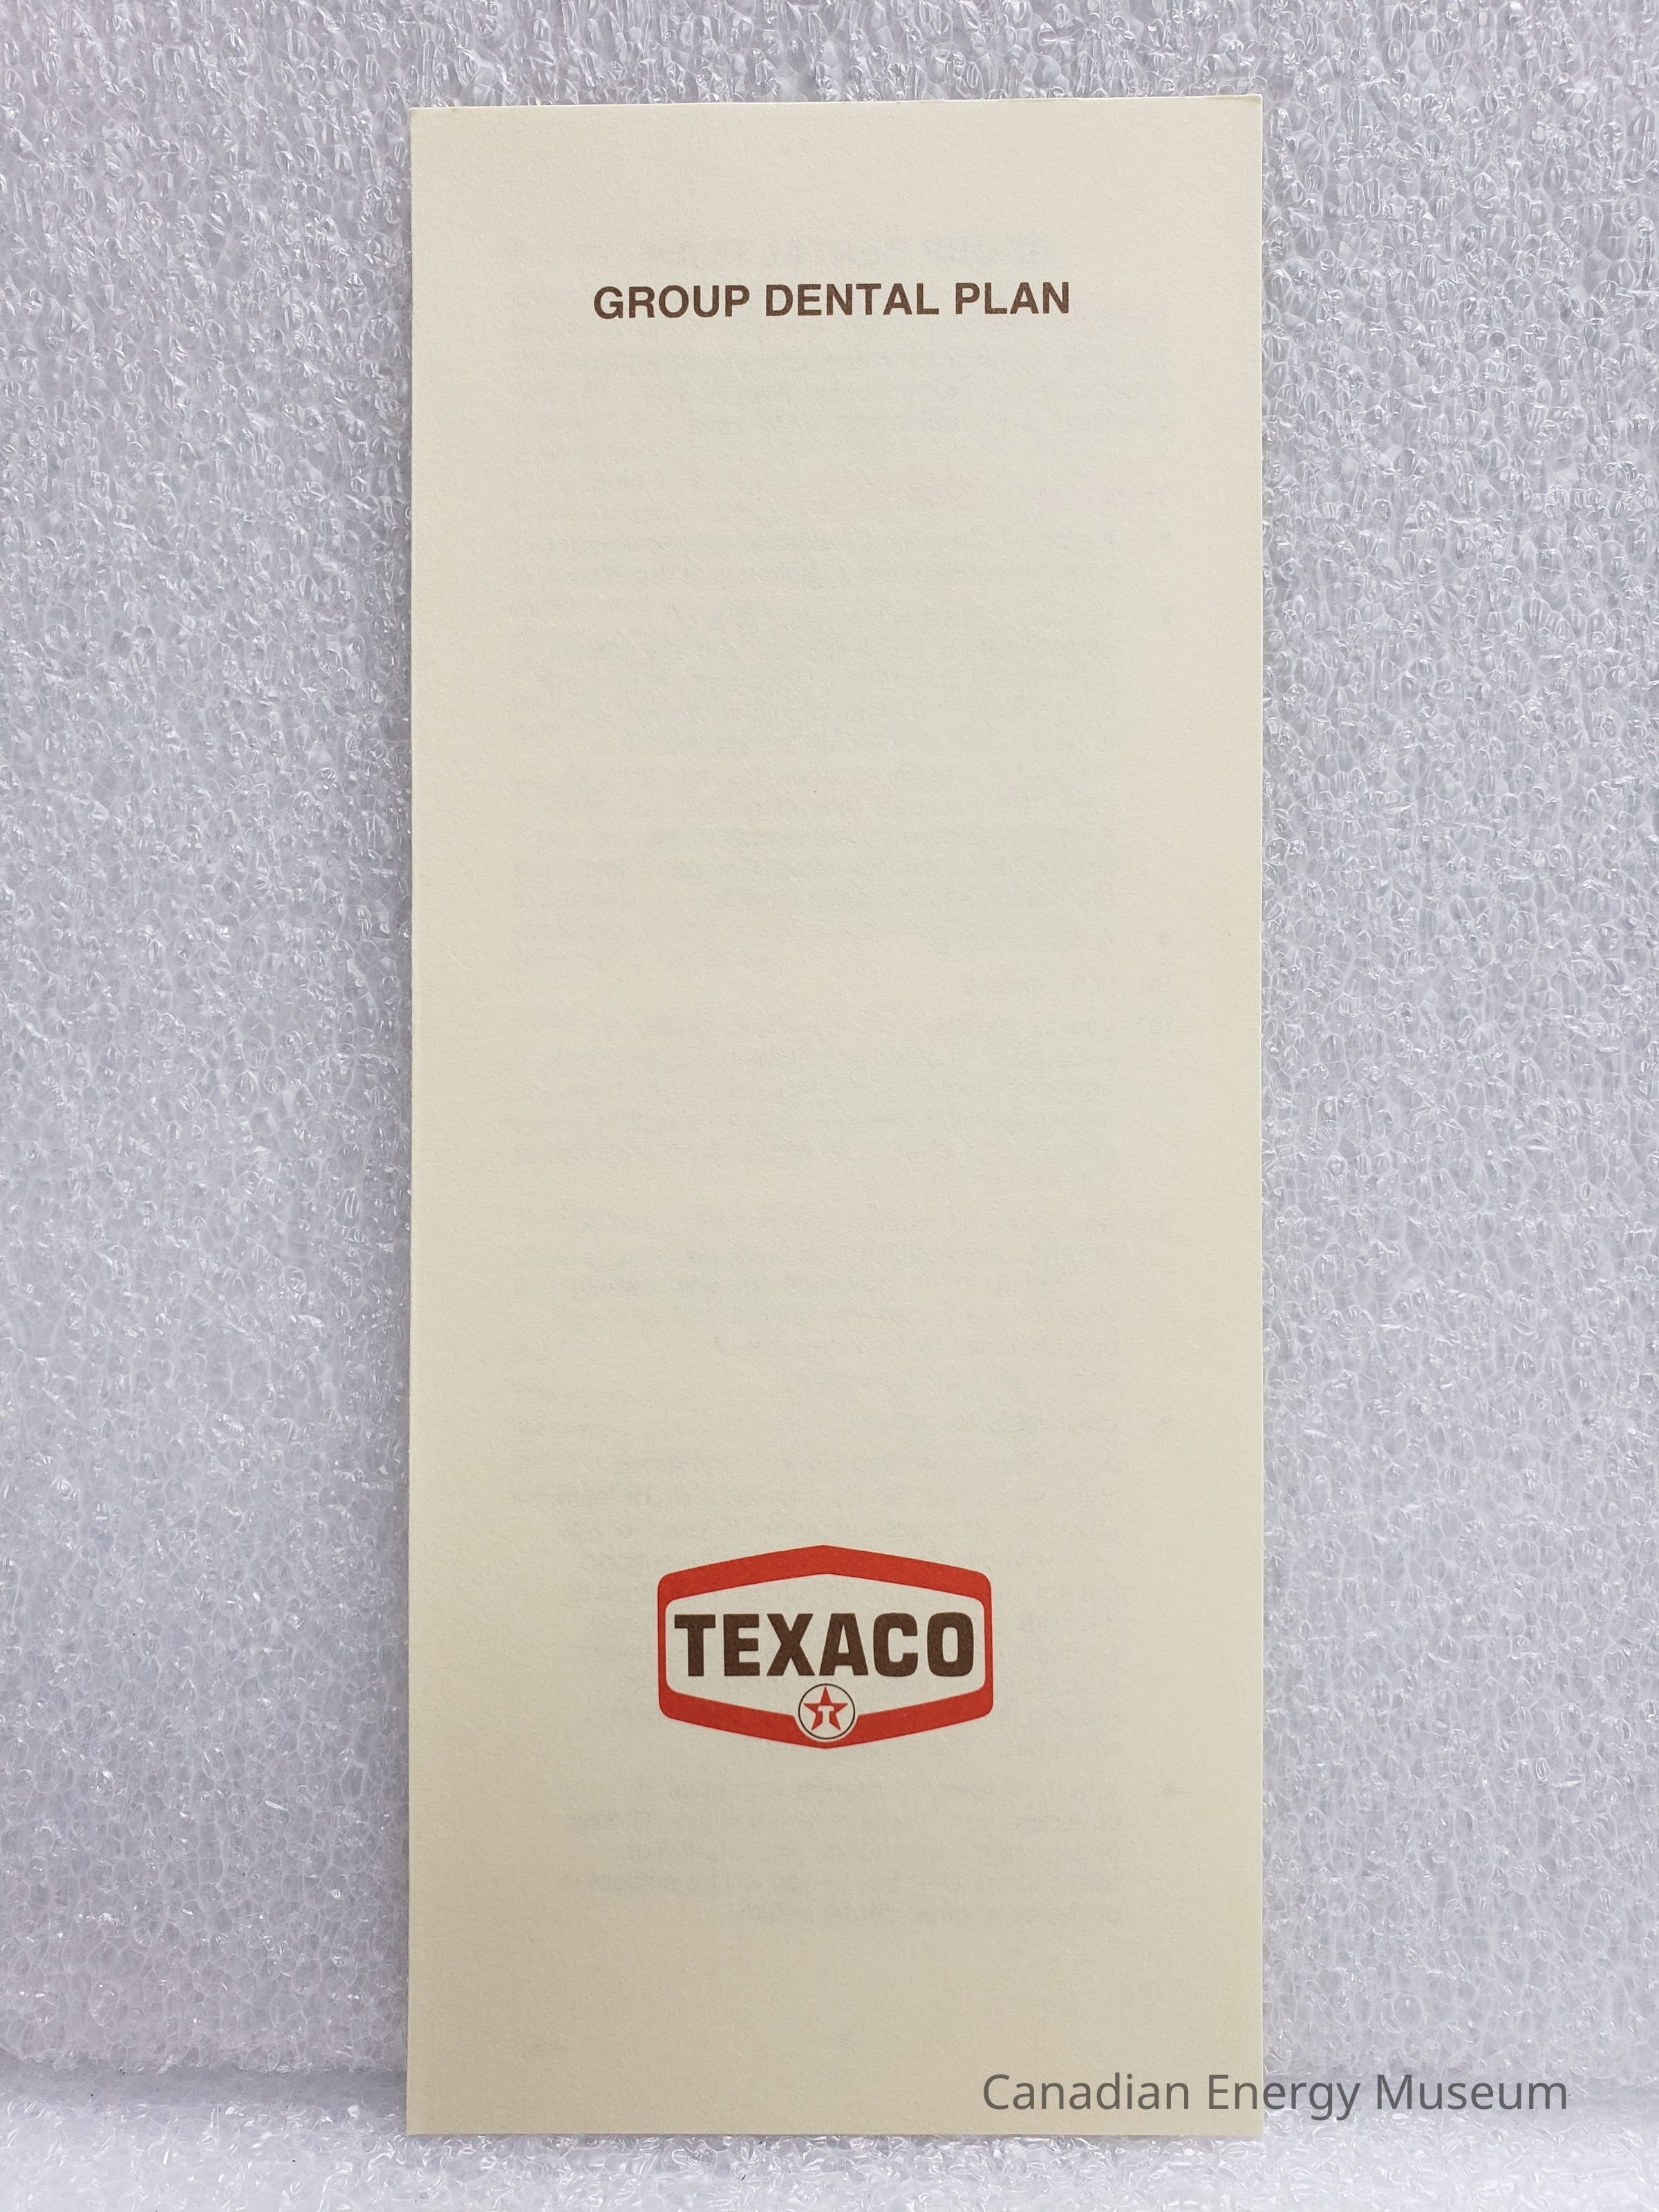 GROUP DENTAL PLAN
TEXACO
T
Canadian Energy Museum